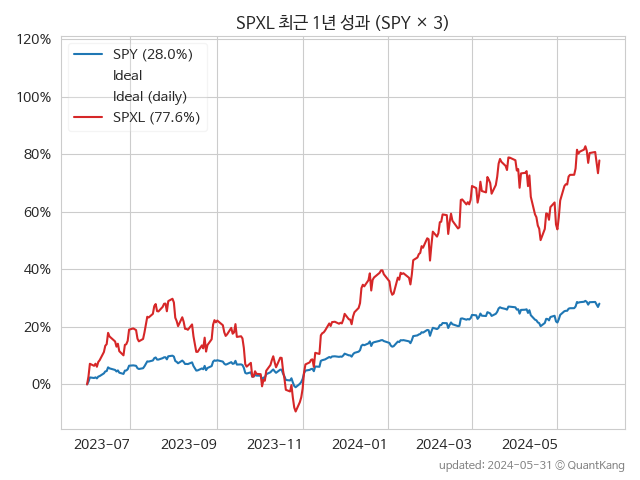 SPXL 최근 1년 성과 (SPY × 3)
120%
100%
80%
60%
40%
20%
0%
SPY (28.0%)
Ideal
Ideal (daily)
SPXL (77.6%)
2023-07
2023-09
2023-11
2024-01
2024-03
2024-05
updated: 2024-05-31 © QuantKang